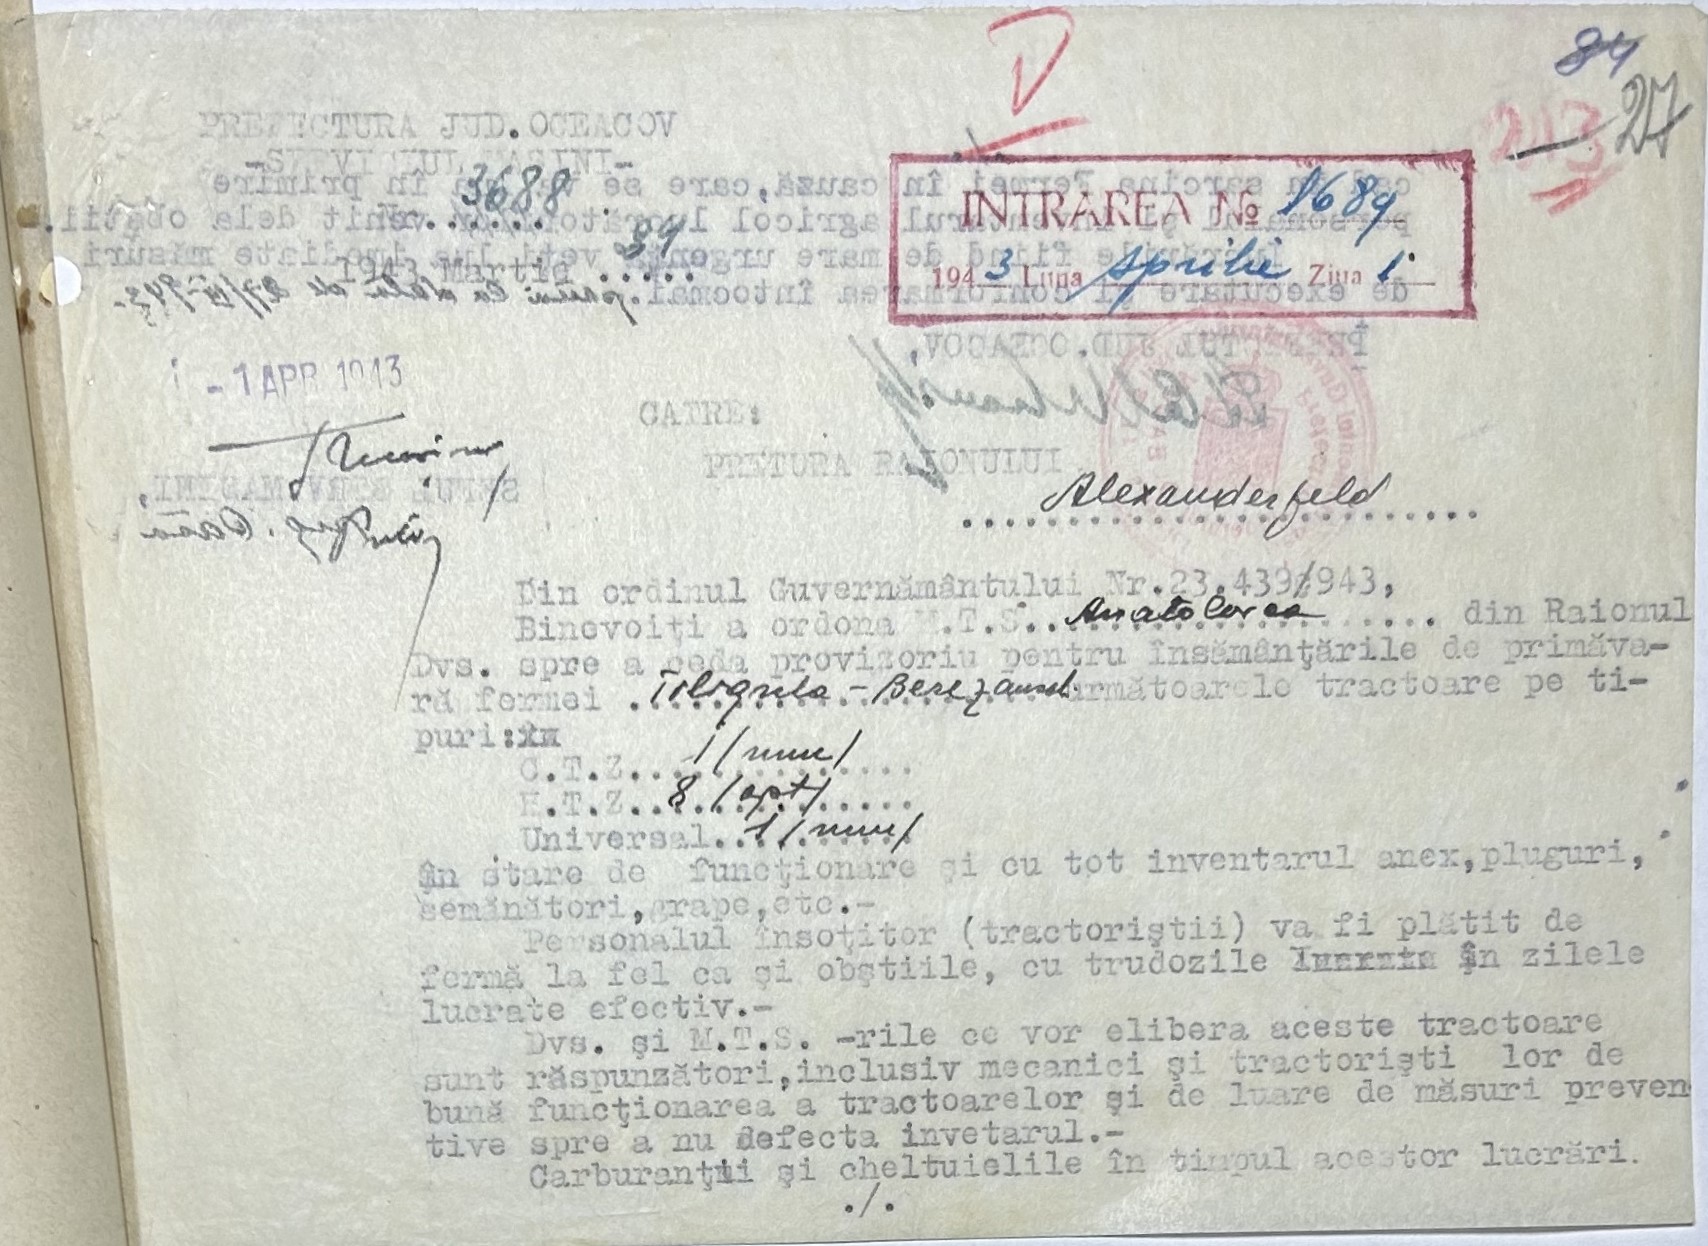 D
84
213
27
PREFECTURA JUD. OCEACOV
-SERVICIUL MAŞINI-
3688
1943 Martie 29
INTRAREA № 1689
1943 Luna Aprilie Ziua 1
- 1 APR 1943
CATRE:
PRETURA RAIONULUI
Alexanderfeld
Din ordinul Guvernământului Nr.23.439/943,
Binevoiţi a ordona M.T.S... din Raionul
Dvs. spre a ceda provizoriu pentru însămânţările de primăva-
ră fermei Tiligulo - Berezansk următoarele tractoare pe ti-
puri:
C.T.Z... 1 /unu/
H.T.Z... 8 /opt/
Universal... 1 /unu/
în stare de funcţionare şi cu tot inventarul anex,pluguri,
semănători,grape,etc.-
Personalul însoţitor (tractoriştii) va fi plătit de
fermă la fel ca şi obştiile, cu trudozile în zilele
lucrate efectiv.-
Dvs. şi M.T.S. -rile ce vor elibera aceste tractoare
sunt răspunzători,inclusiv mecanici şi tractorişti lor de
bună funcţionarea a tractoarelor şi de luare de măsuri preven
tive spre a nu defecta invetarul.-
Carburanţii şi cheltuielile în timpul acestor lucrări.
./.